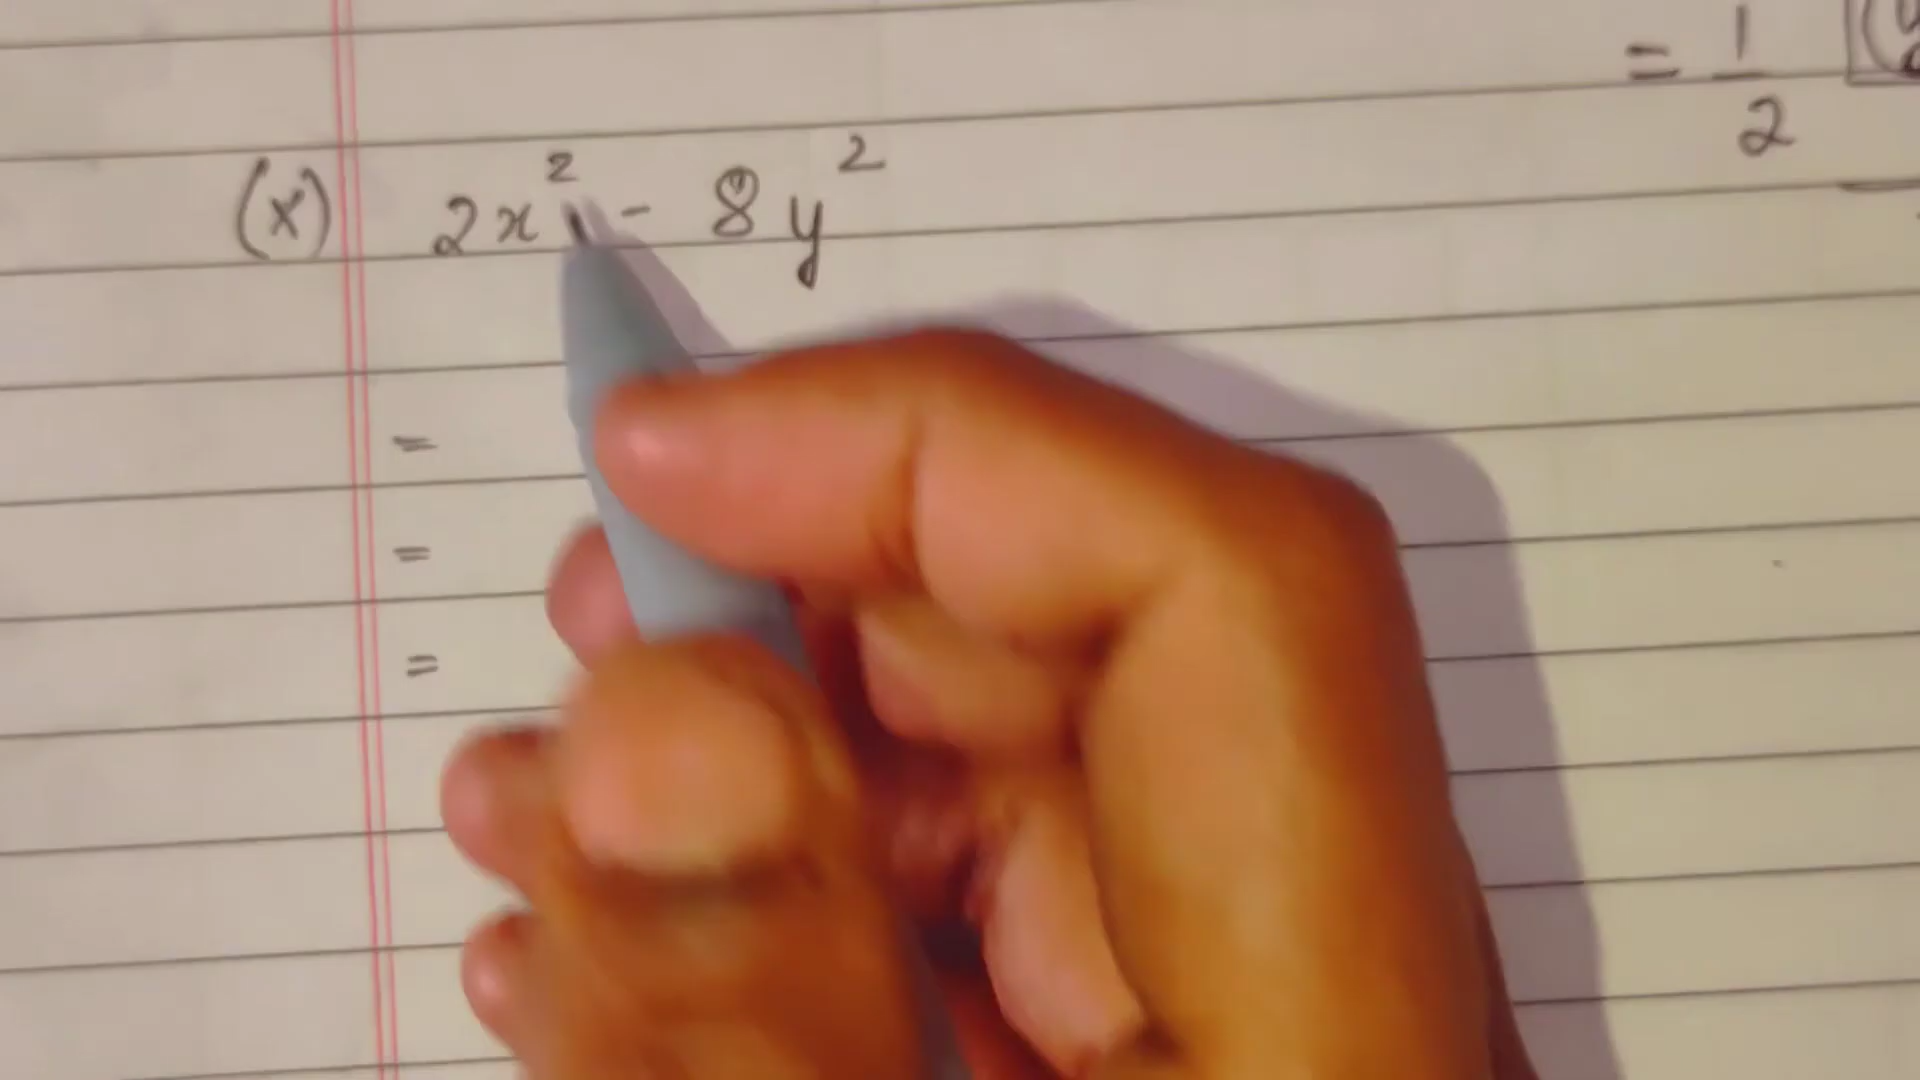 = 1/2
(x) 2x² - 8y²
=
=
=